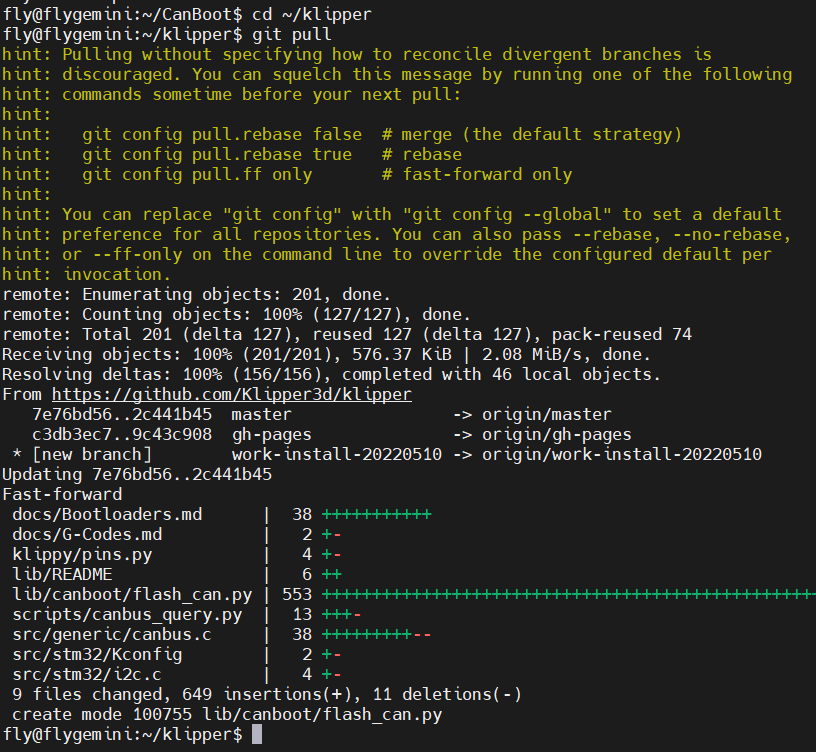 fly@flygemini:~/CanBoot$ cd ~/klipper
fly@flygemini:~/klipper$ git pull
hint: Pulling without specifying how to reconcile divergent branches is
hint: discouraged. You can squelch this message by running one of the following
hint: commands sometime before your next pull:
hint:
hint:   git config pull.rebase false  # merge (the default strategy)
hint:   git config pull.rebase true   # rebase
hint:   git config pull.ff only       # fast-forward only
hint:
hint: You can replace "git config" with "git config --global" to set a default
hint: preference for all repositories. You can also pass --rebase, --no-rebase,
hint: or --ff-only on the command line to override the configured default per
hint: invocation.
remote: Enumerating objects: 201, done.
remote: Counting objects: 100% (127/127), done.
remote: Total 201 (delta 127), reused 127 (delta 127), pack-reused 74
Receiving objects: 100% (201/201), 576.37 KiB | 2.08 MiB/s, done.
Resolving deltas: 100% (156/156), completed with 46 local objects.
From https://github.com/Klipper3d/klipper
   7e76bd56..2c441b45  master                -> origin/master
   c3db3ec7..9c43c908  gh-pages              -> origin/gh-pages
 * [new branch]        work-install-20220510 -> origin/work-install-20220510
Updating 7e76bd56..2c441b45
Fast-forward
 docs/Bootloaders.md      |  38 +++++++++++
 docs/G-Codes.md          |   2 +-
 klippy/pins.py           |   4 +-
 lib/README               |   6 ++
 lib/canboot/flash_can.py | 553 ++++++++++++++++++++++++++++++++++++++++++++++++++
 scripts/canbus_query.py  |  13 +++-
 src/generic/canbus.c     |  38 +++++++++--
 src/stm32/Kconfig        |   2 +-
 src/stm32/i2c.c          |   4 +-
 9 files changed, 649 insertions(+), 11 deletions(-)
 create mode 100755 lib/canboot/flash_can.py
fly@flygemini:~/klipper$